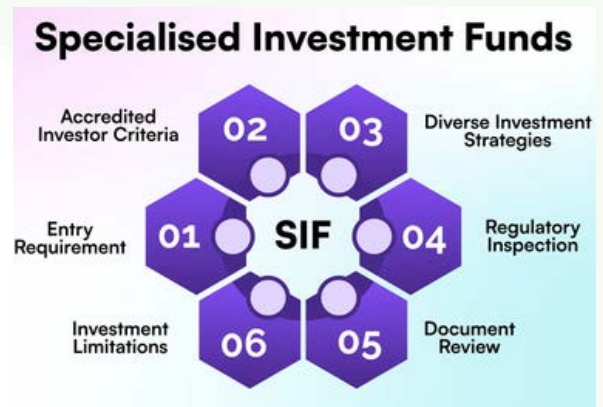 Specialised Investment Funds
Accredited
Investor Criteria
02
03
Diverse Investment
Strategies
Entry
Requirement
01
SIF
04
Regulatory
Inspection
Investment
Limitations
06
05
Document
Review